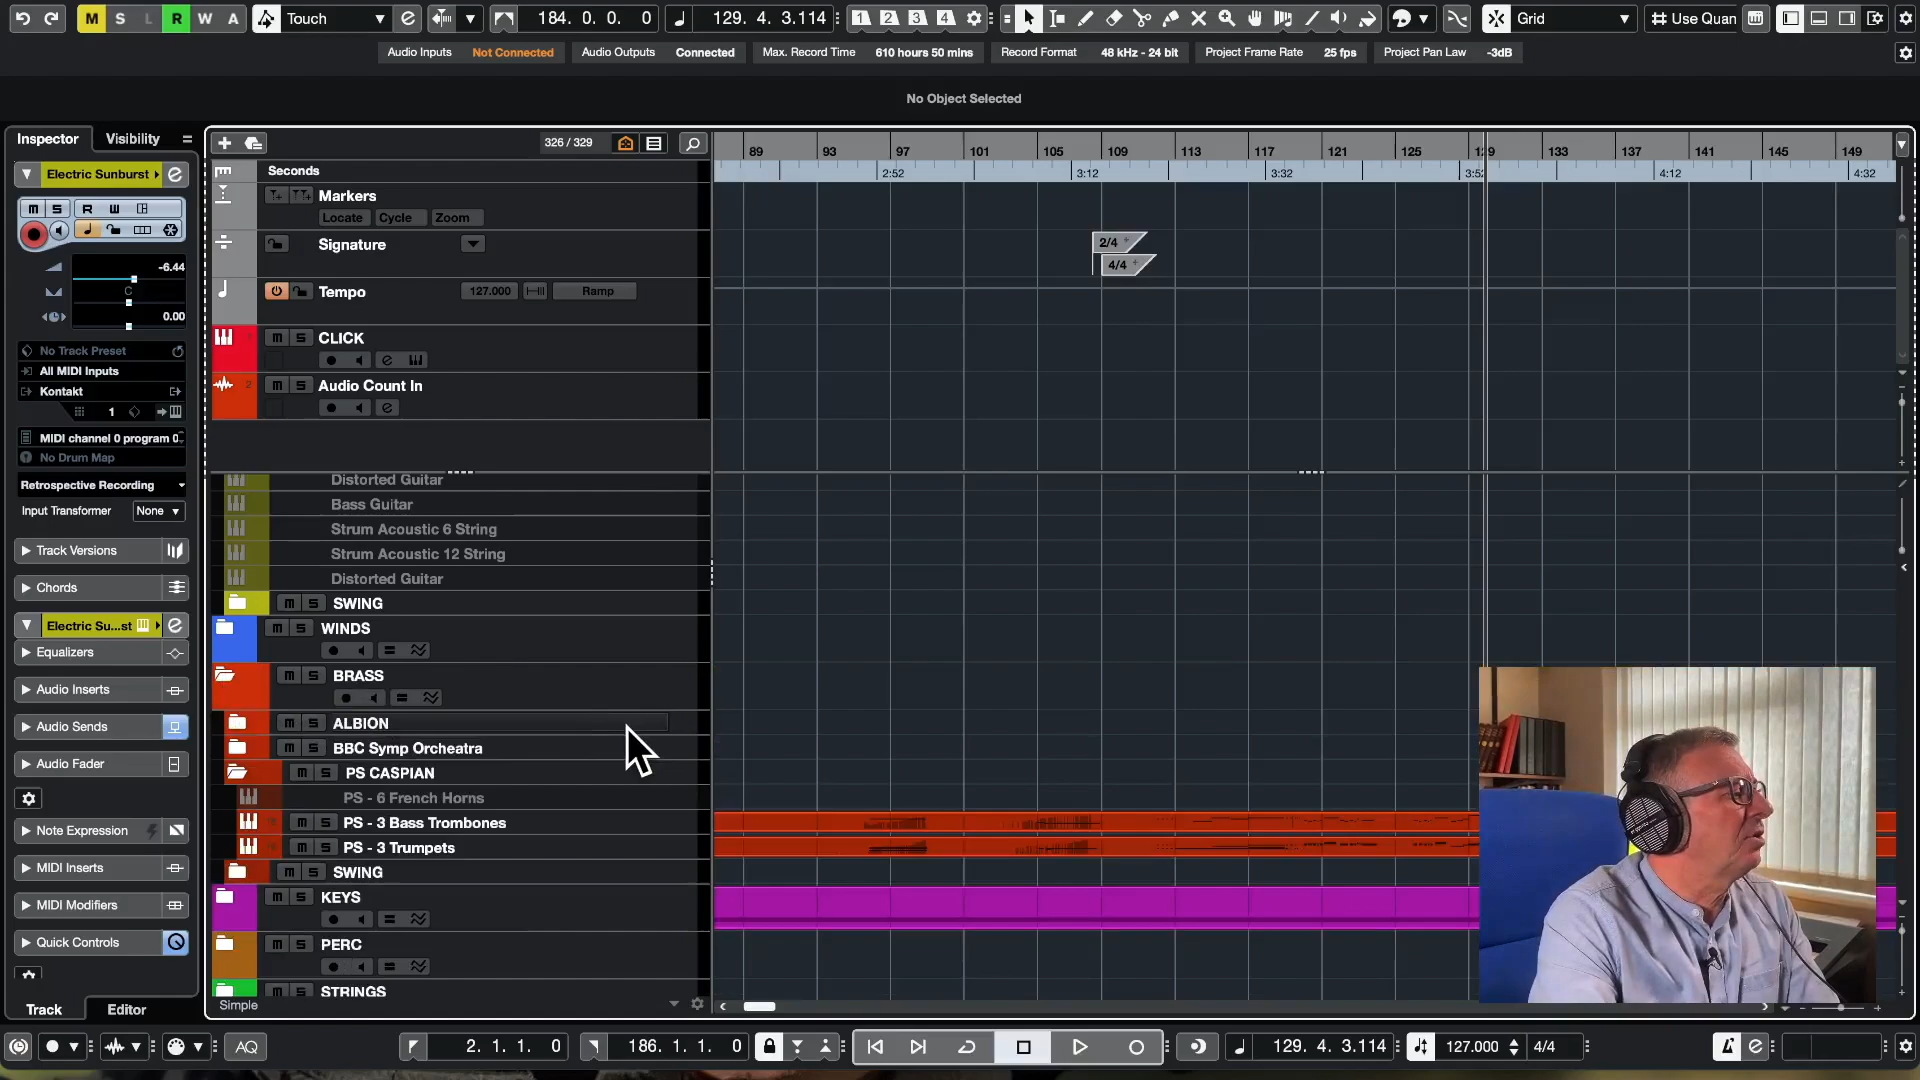 M S L R W A Touch 184. 0. 0. 0 129. 4. 3.114 1 2 3 4 Grid # Use Quan
Audio Inputs Not Connected Audio Outputs Connected Max. Record Time 610 hours 50 mins Record Format 48 kHz - 24 bit Project Frame Rate 25 fps Project Pan Law -3dB
No Object Selected
Inspector Visibility
326 / 329
89 93 97 101 105 109 113 117 121 125 129 133 137 141 145 149
Seconds
2:52 3:12 3:32 3:52 4:12 4:32
Electric Sunburst
Markers
Locate Cycle Zoom
M S R W
Signature
2/4
4/4
-6.44
C
0.00
Tempo 127.000 Ramp
M S CLICK
No Track Preset
All MIDI Inputs
Kontakt
1
M S Audio Count In
2
MIDI channel 0 program 0
No Drum Map
Retrospective Recording
Input Transformer None
Distorted Guitar
Bass Guitar
Strum Acoustic 6 String
Strum Acoustic 12 String
Distorted Guitar
M S SWING
M S WINDS
M S BRASS
M S ALBION
M S BBC Symp Orcheatra
M S PS CASPIAN
PS - 6 French Horns
M S PS - 3 Bass Trombones
M S PS - 3 Trumpets
M S SWING
M S KEYS
M S PERC
STRINGS
Simple
Track Versions
Chords
Electric Su...st
Equalizers
Audio Inserts
Audio Sends
Audio Fader
Note Expression
MIDI Inserts
MIDI Modifiers
Quick Controls
Track Editor
AQ 2. 1. 1. 0 186. 1. 1. 0 129. 4. 3.114 127.000 4/4